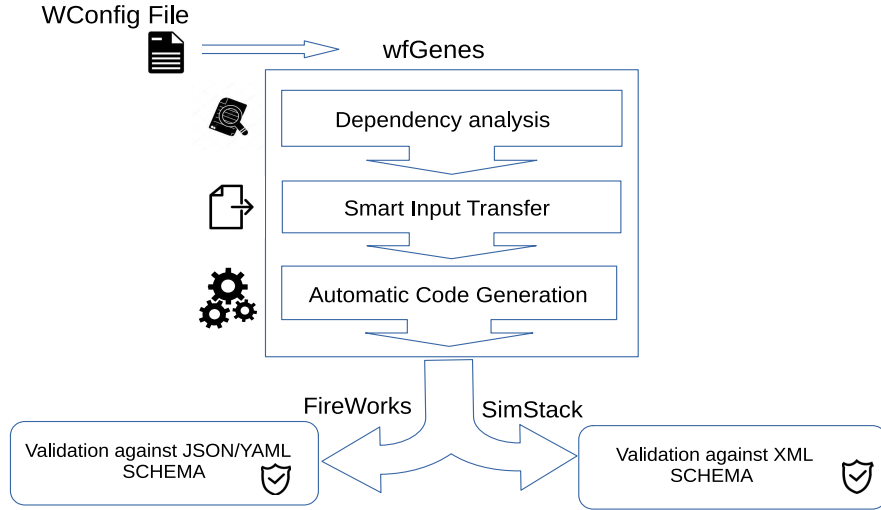 WConfig File
wfGenes
Dependency analysis
Smart Input Transfer
Automatic Code Generation
FireWorks
SimStack
Validation against JSON/YAML
SCHEMA
Validation against XML
SCHEMA